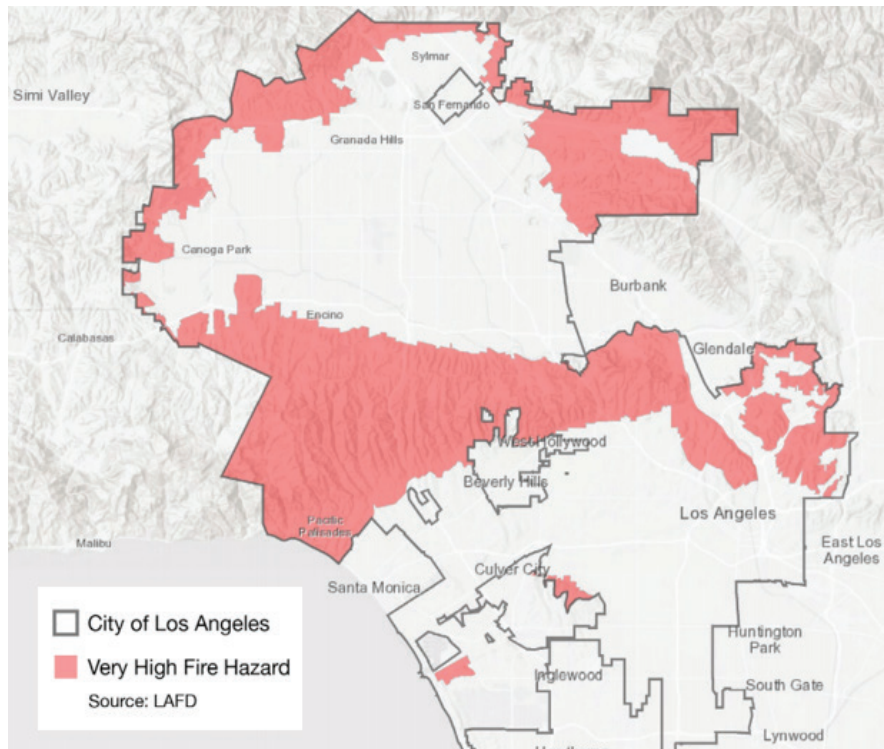 Sylmar
Simi Valley
San Fernando
Granada Hills
Canoga Park
Burbank
Encino
Calabasas
Glendale
West Hollywood
Beverly Hills
Los Angeles
Pacific
Palisades
Malibu
East Los
Angeles
Culver City
Santa Monica
City of Los Angeles
Very High Fire Hazard
Source: LAFD
Huntington
Park
Inglewood
South Gate
Lynwood